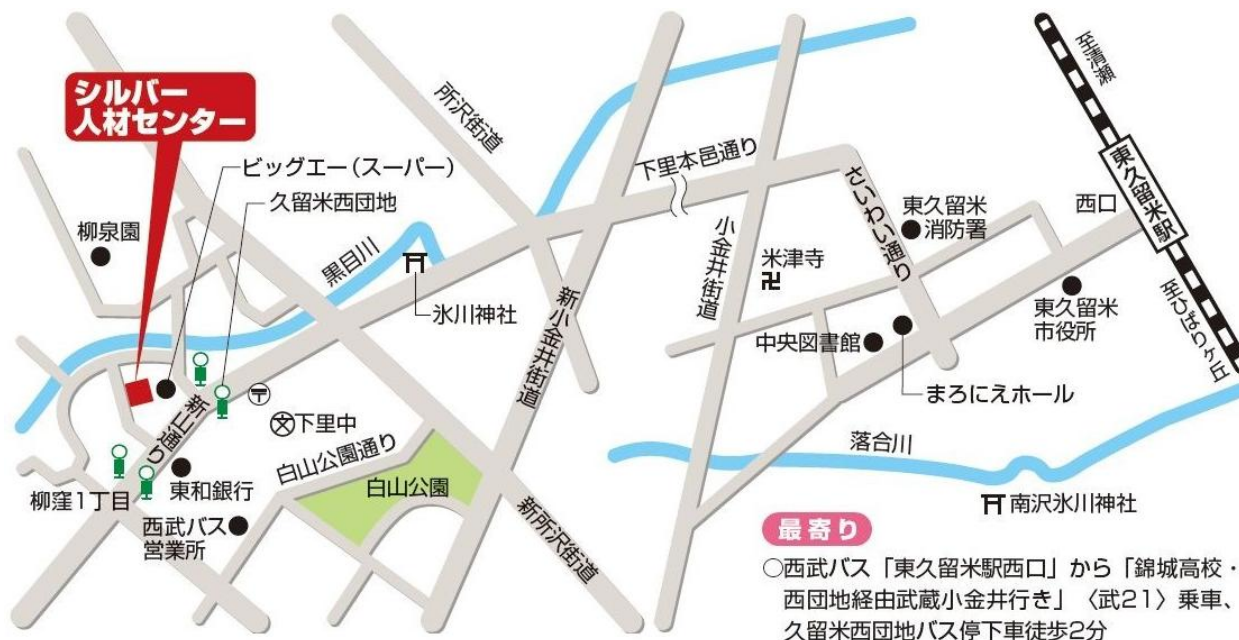 シルバー
人材センター
ビッグエー(スーパー)
久留米西団地
柳泉園
所沢街道
黒目川
氷川神社
下里本邑通り
新小金井街道
小金井街道
米津寺
さいわい通り
東久留米
消防署
西口
至清瀬
東久留米駅
至ひばりヶ丘
東久留米
市役所
中央図書館
まろにえホール
落合川
南沢氷川神社
新山通り
〒
文
下里中
白山公園通り
白山公園
柳窪1丁目
東和銀行
西武バス
営業所
新所沢街道
最寄り
○西武バス「東久留米駅西口」から「錦城高校・
西団地経由武蔵小金井行き」〈武21〉乗車、
久留米西団地バス停下車徒歩2分